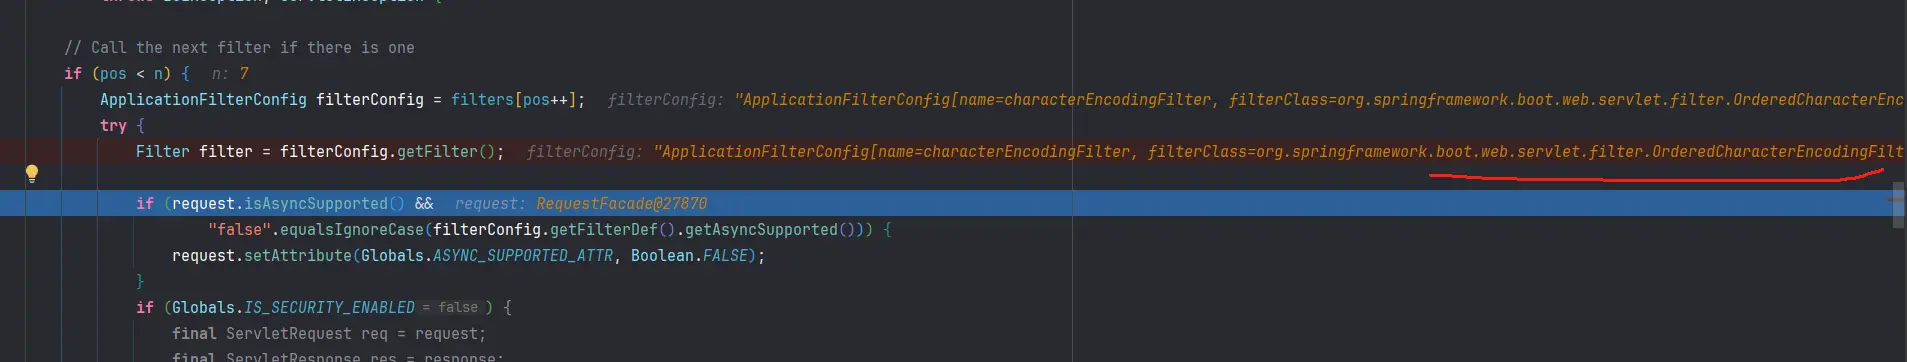 // Call the next filter if there is one
if (pos < n) { n: 7
ApplicationFilterConfig filterConfig = filters[pos++]; filterConfig: "ApplicationFilterConfig[name=characterEncodingFilter, filterClass=org.springframework.boot.web.servlet.filter.OrderedCharacterEnc
try {
Filter filter = filterConfig.getFilter(); filterConfig: "ApplicationFilterConfig[name=characterEncodingFilter, filterClass=org.springframework.boot.web.servlet.filter.OrderedCharacterEncodingFilt
if (request.isAsyncSupported() && request: RequestFacade@27870
"false".equalsIgnoreCase(filterConfig.getFilterDef().getAsyncSupported())) {
request.setAttribute(Globals.ASYNC_SUPPORTED_ATTR, Boolean.FALSE);
}
if (Globals.IS_SECURITY_ENABLED = false ) {
final ServletRequest req = request;
final ServletResponse res = response;